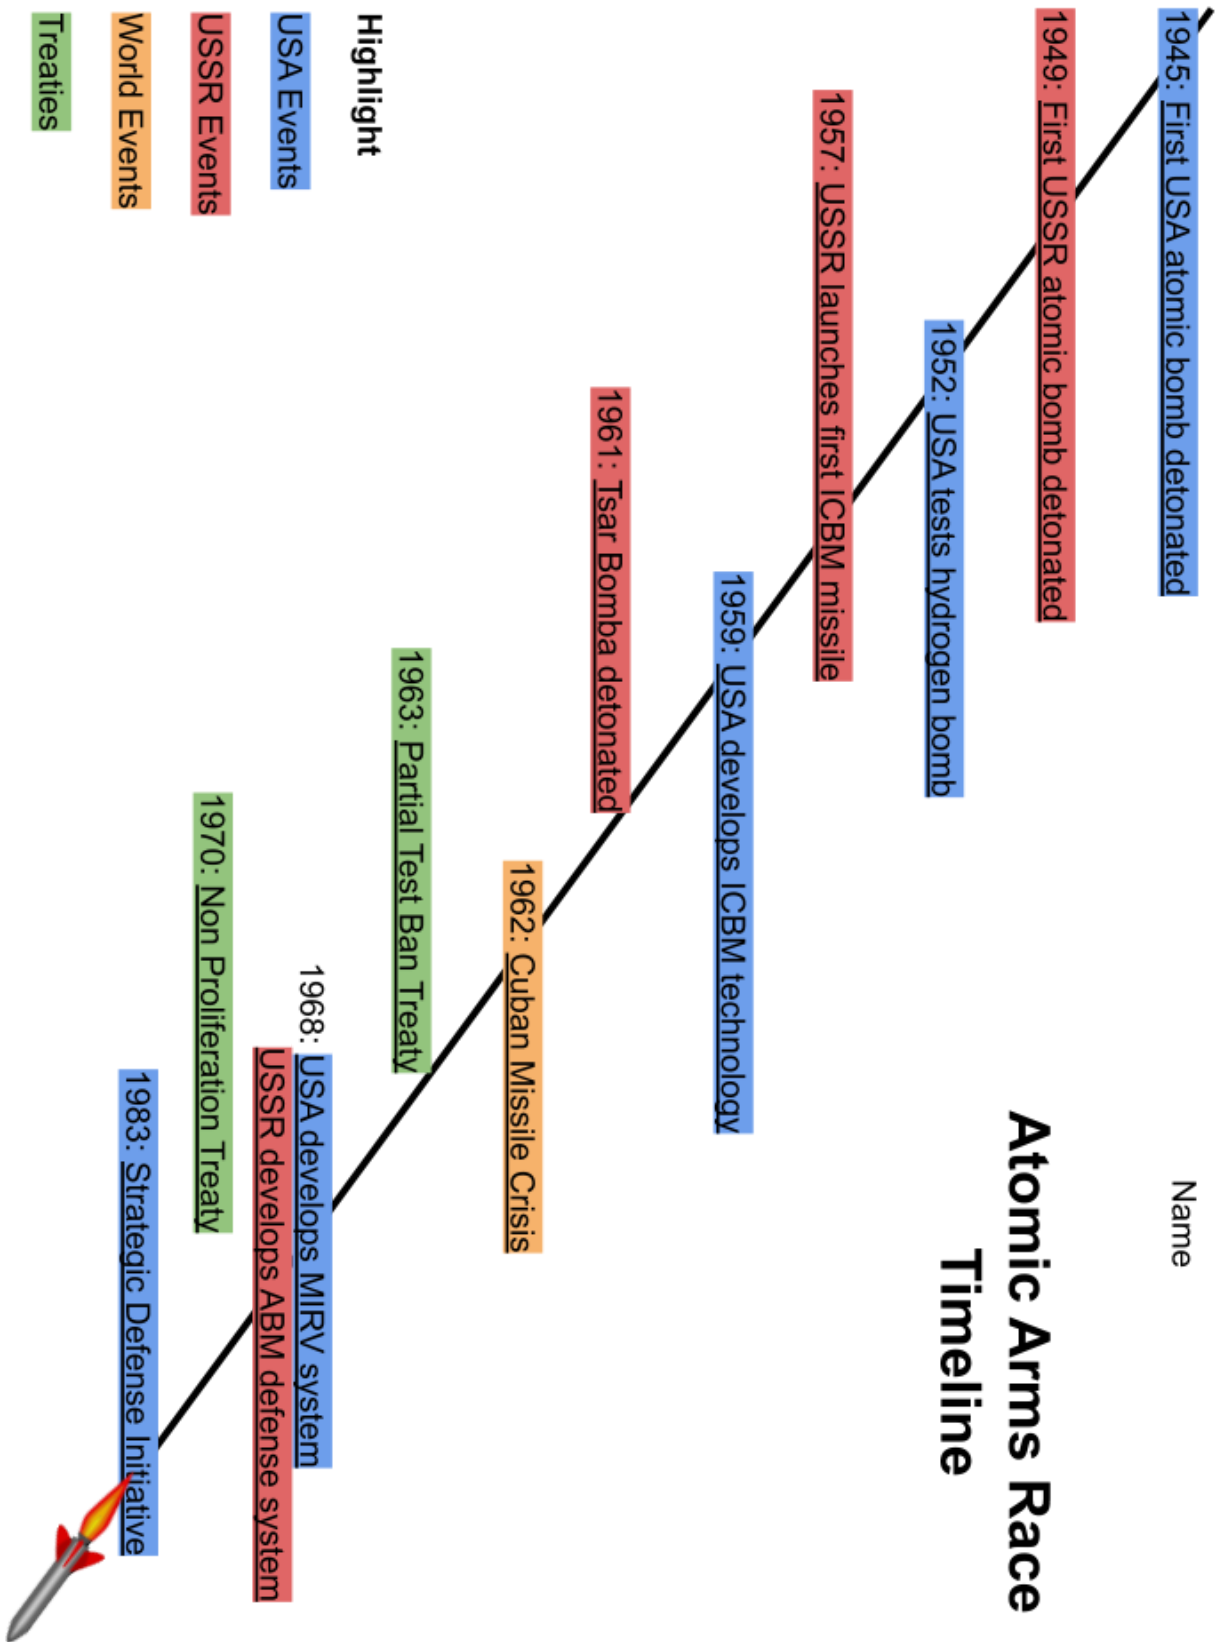 Name
Atomic Arms Race
Timeline
1945: First USA atomic bomb detonated
1949: First USSR atomic bomb detonated
1952: USA tests hydrogen bomb
1957: USSR launches first ICBM missile
1959: USA develops ICBM technology
1961: Tsar Bomba detonated
1962: Cuban Missile Crisis
1963: Partial Test Ban Treaty
1968: USA develops MIRV system
USSR develops ABM defense system
1970: Non Proliferation Treaty
1983: Strategic Defense Initiative
Highlight
USA Events
USSR Events
World Events
Treaties